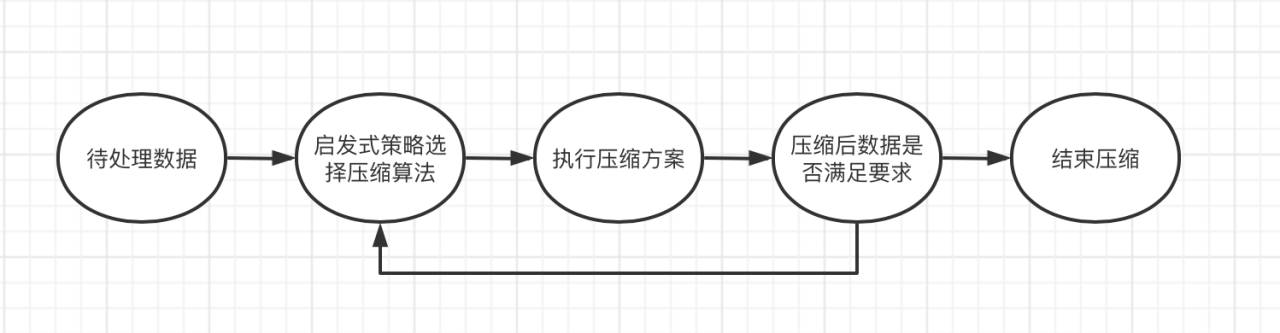 待处理数据
启发式策略选
择压缩算法
执行压缩方案
压缩后数据是
否满足要求
结束压缩